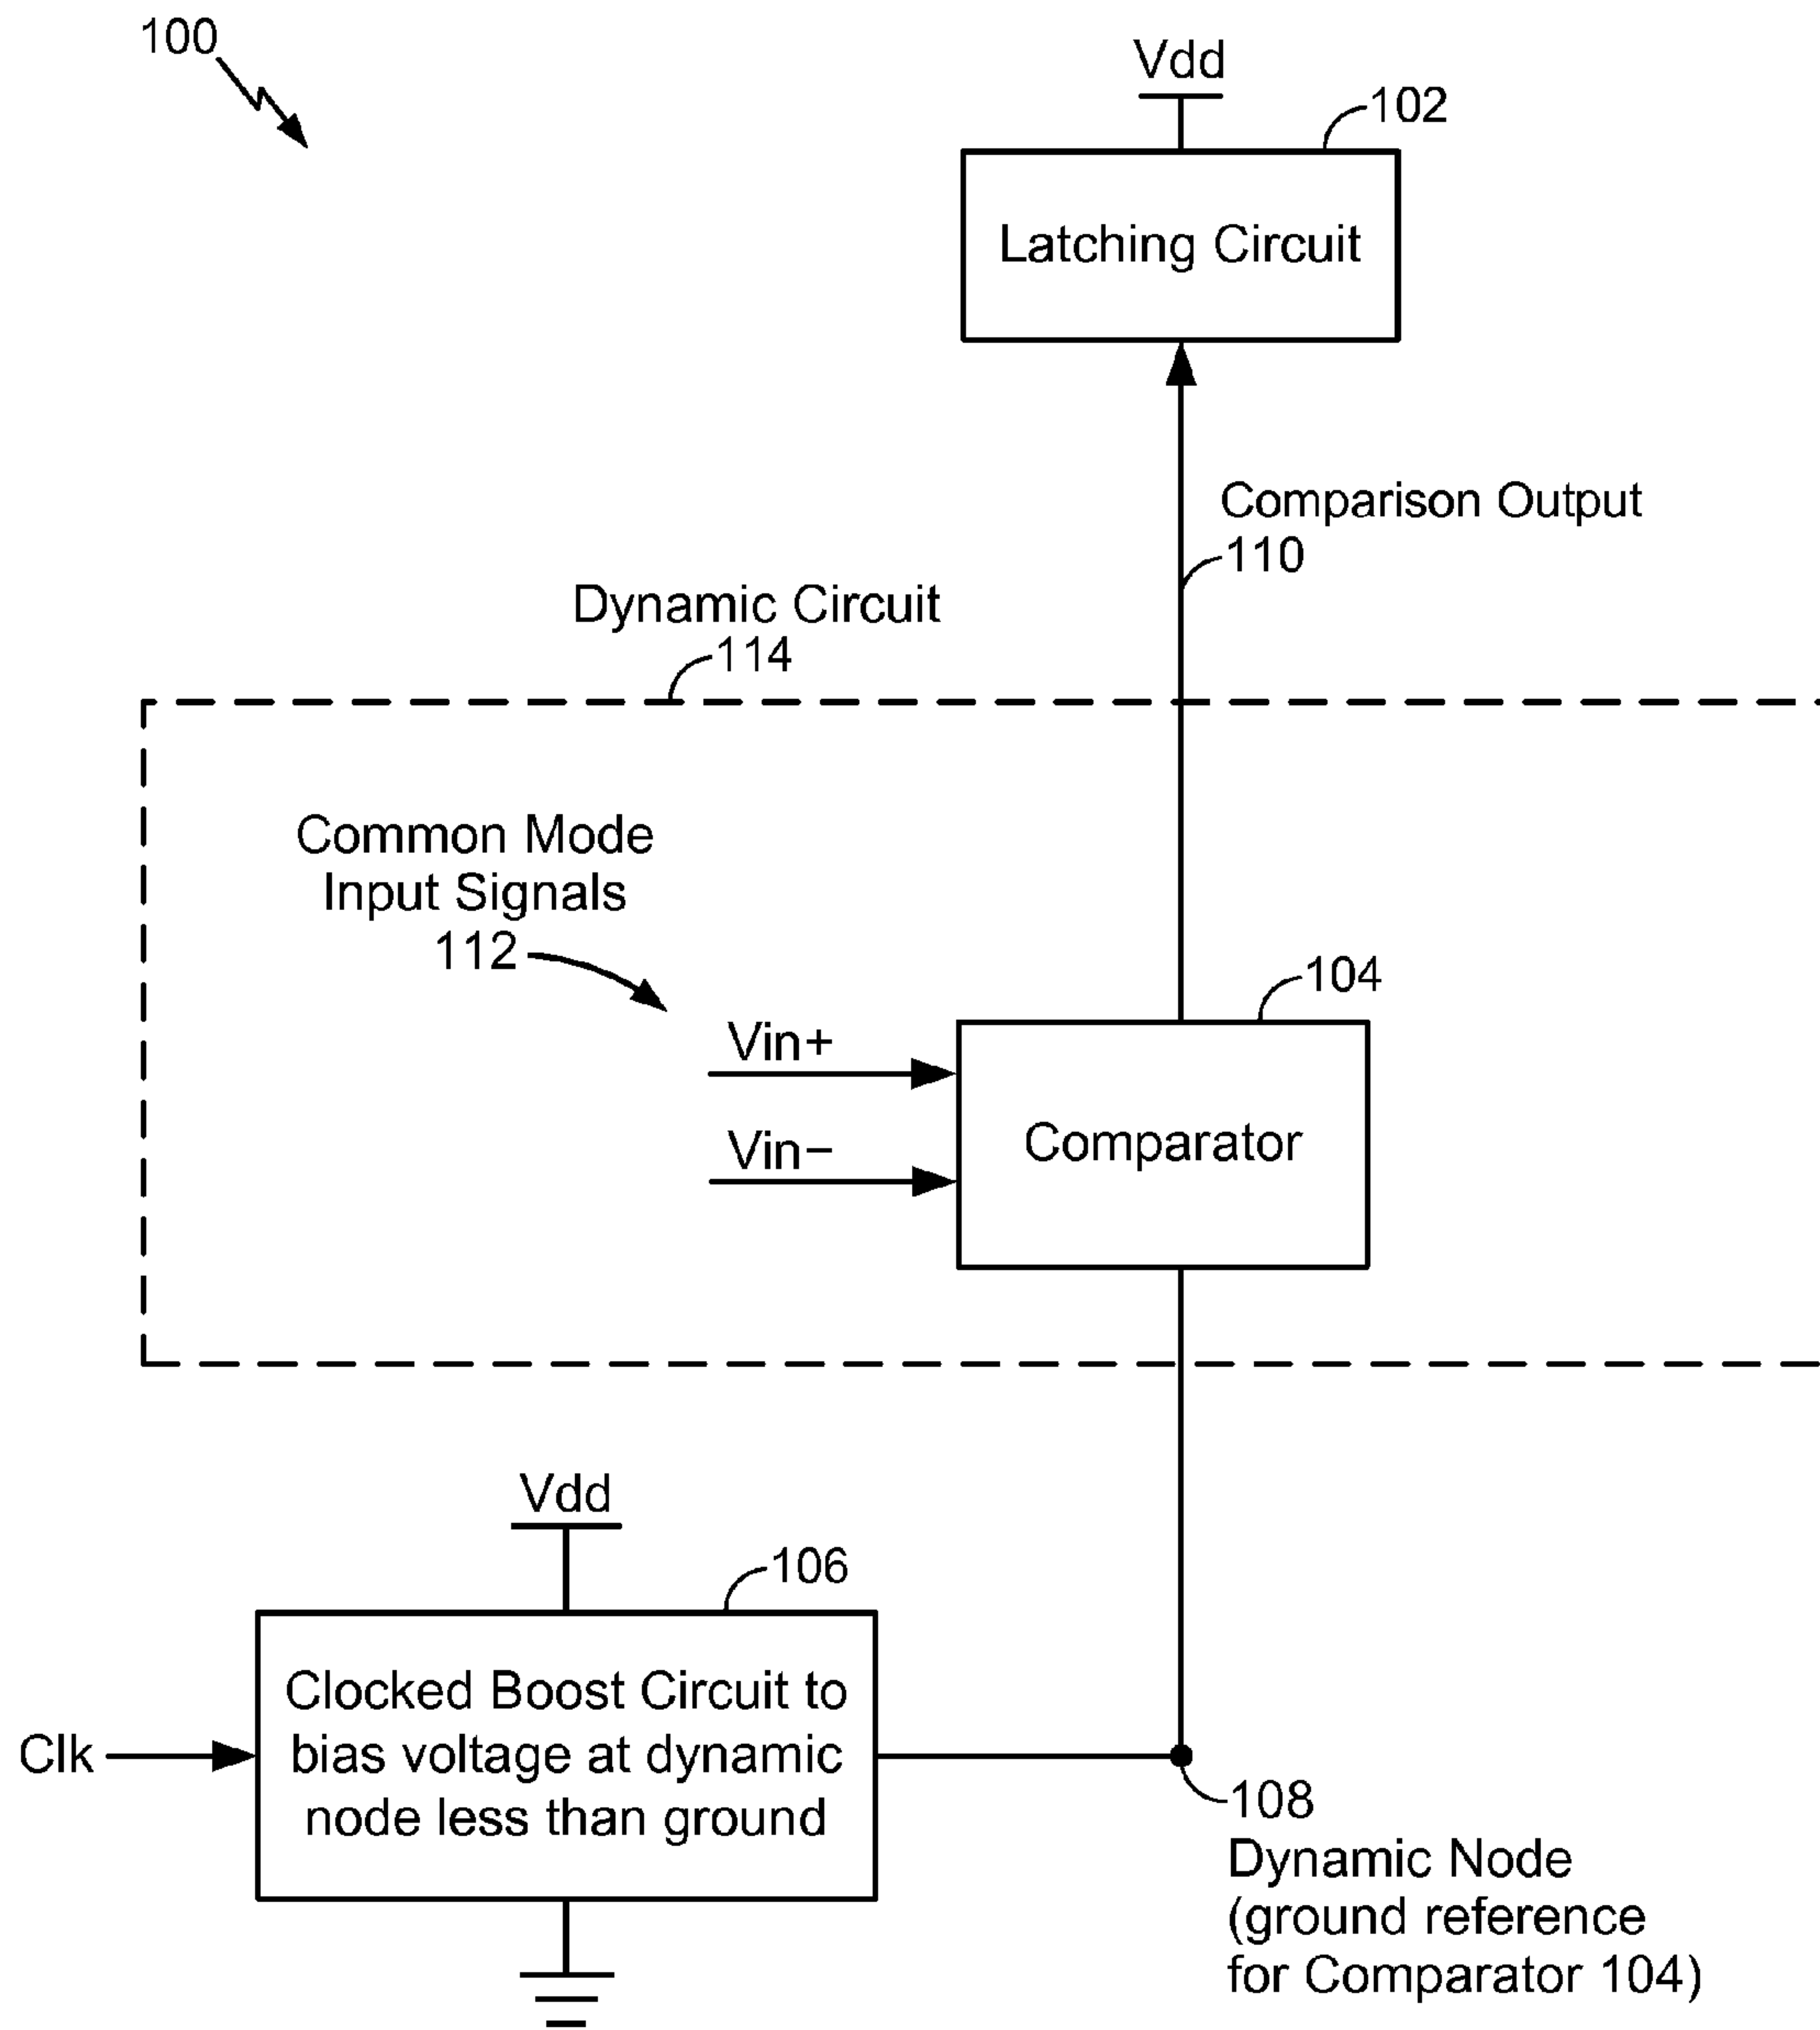 100
Vdd
102
Latching Circuit
Comparison Output
110
Dynamic Circuit
114
Common Mode
Input Signals
112
104
Vin+
Vin−
Comparator
Vdd
106
Clocked Boost Circuit to
bias voltage at dynamic
node less than ground
Clk
108
Dynamic Node
(ground reference
for Comparator 104)